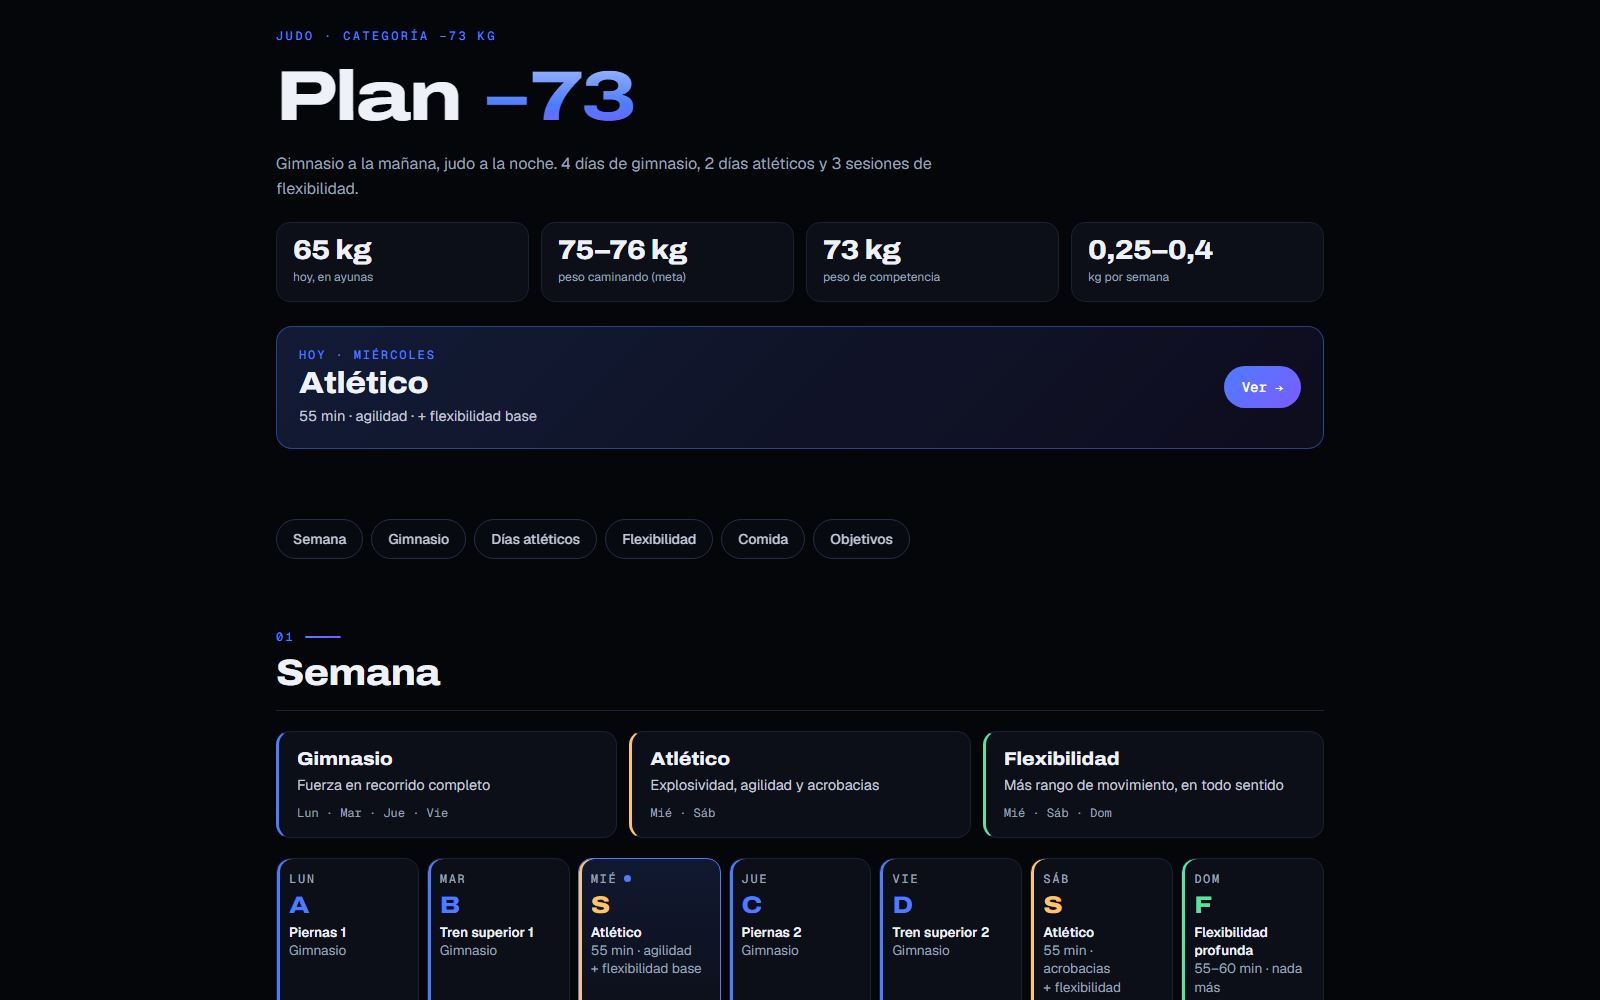 JUDO · CATEGORÍA −73 KG
Plan −73
Gimnasio a la mañana, judo a la noche. 4 días de gimnasio, 2 días atléticos y 3 sesiones de
flexibilidad.
65 kg
hoy, en ayunas
75–76 kg
peso caminando (meta)
73 kg
peso de competencia
0,25–0,4
kg por semana
HOY · MIÉRCOLES
Atlético
55 min · agilidad · + flexibilidad base
Ver →
Semana
Gimnasio
Días atléticos
Flexibilidad
Comida
Objetivos
01
Semana
Gimnasio
Fuerza en recorrido completo
Lun · Mar · Jue · Vie
Atlético
Explosividad, agilidad y acrobacias
Mié · Sáb
Flexibilidad
Más rango de movimiento, en todo sentido
Mié · Sáb · Dom
LUN
A
Piernas 1
Gimnasio
MAR
B
Tren superior 1
Gimnasio
MIÉ
S
Atlético
55 min · agilidad
+ flexibilidad base
JUE
C
Piernas 2
Gimnasio
VIE
D
Tren superior 2
Gimnasio
SÁB
S
Atlético
55 min ·
acrobacias
+ flexibilidad
DOM
F
Flexibilidad
profunda
55–60 min · nada
más